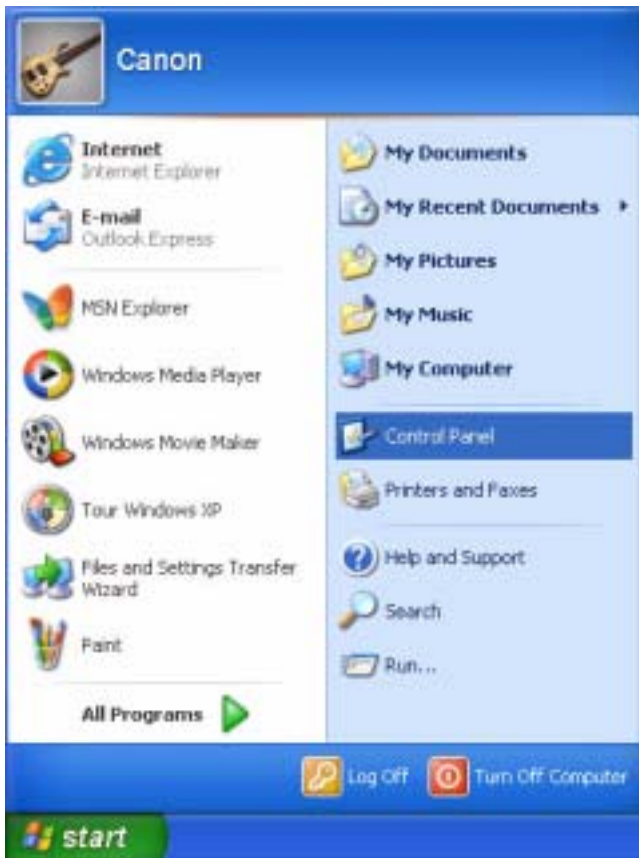 Canon
Internet
Internet Explorer
E-mail
Outlook Express
MSN Explorer
Windows Media Player
Windows Movie Maker
Tour Windows XP
Files and Settings Transfer
Wizard
Paint
All Programs
My Documents
My Recent Documents
My Pictures
My Music
My Computer
Control Panel
Printers and Faxes
Help and Support
Search
Run...
Log Off
Turn Off Computer
start